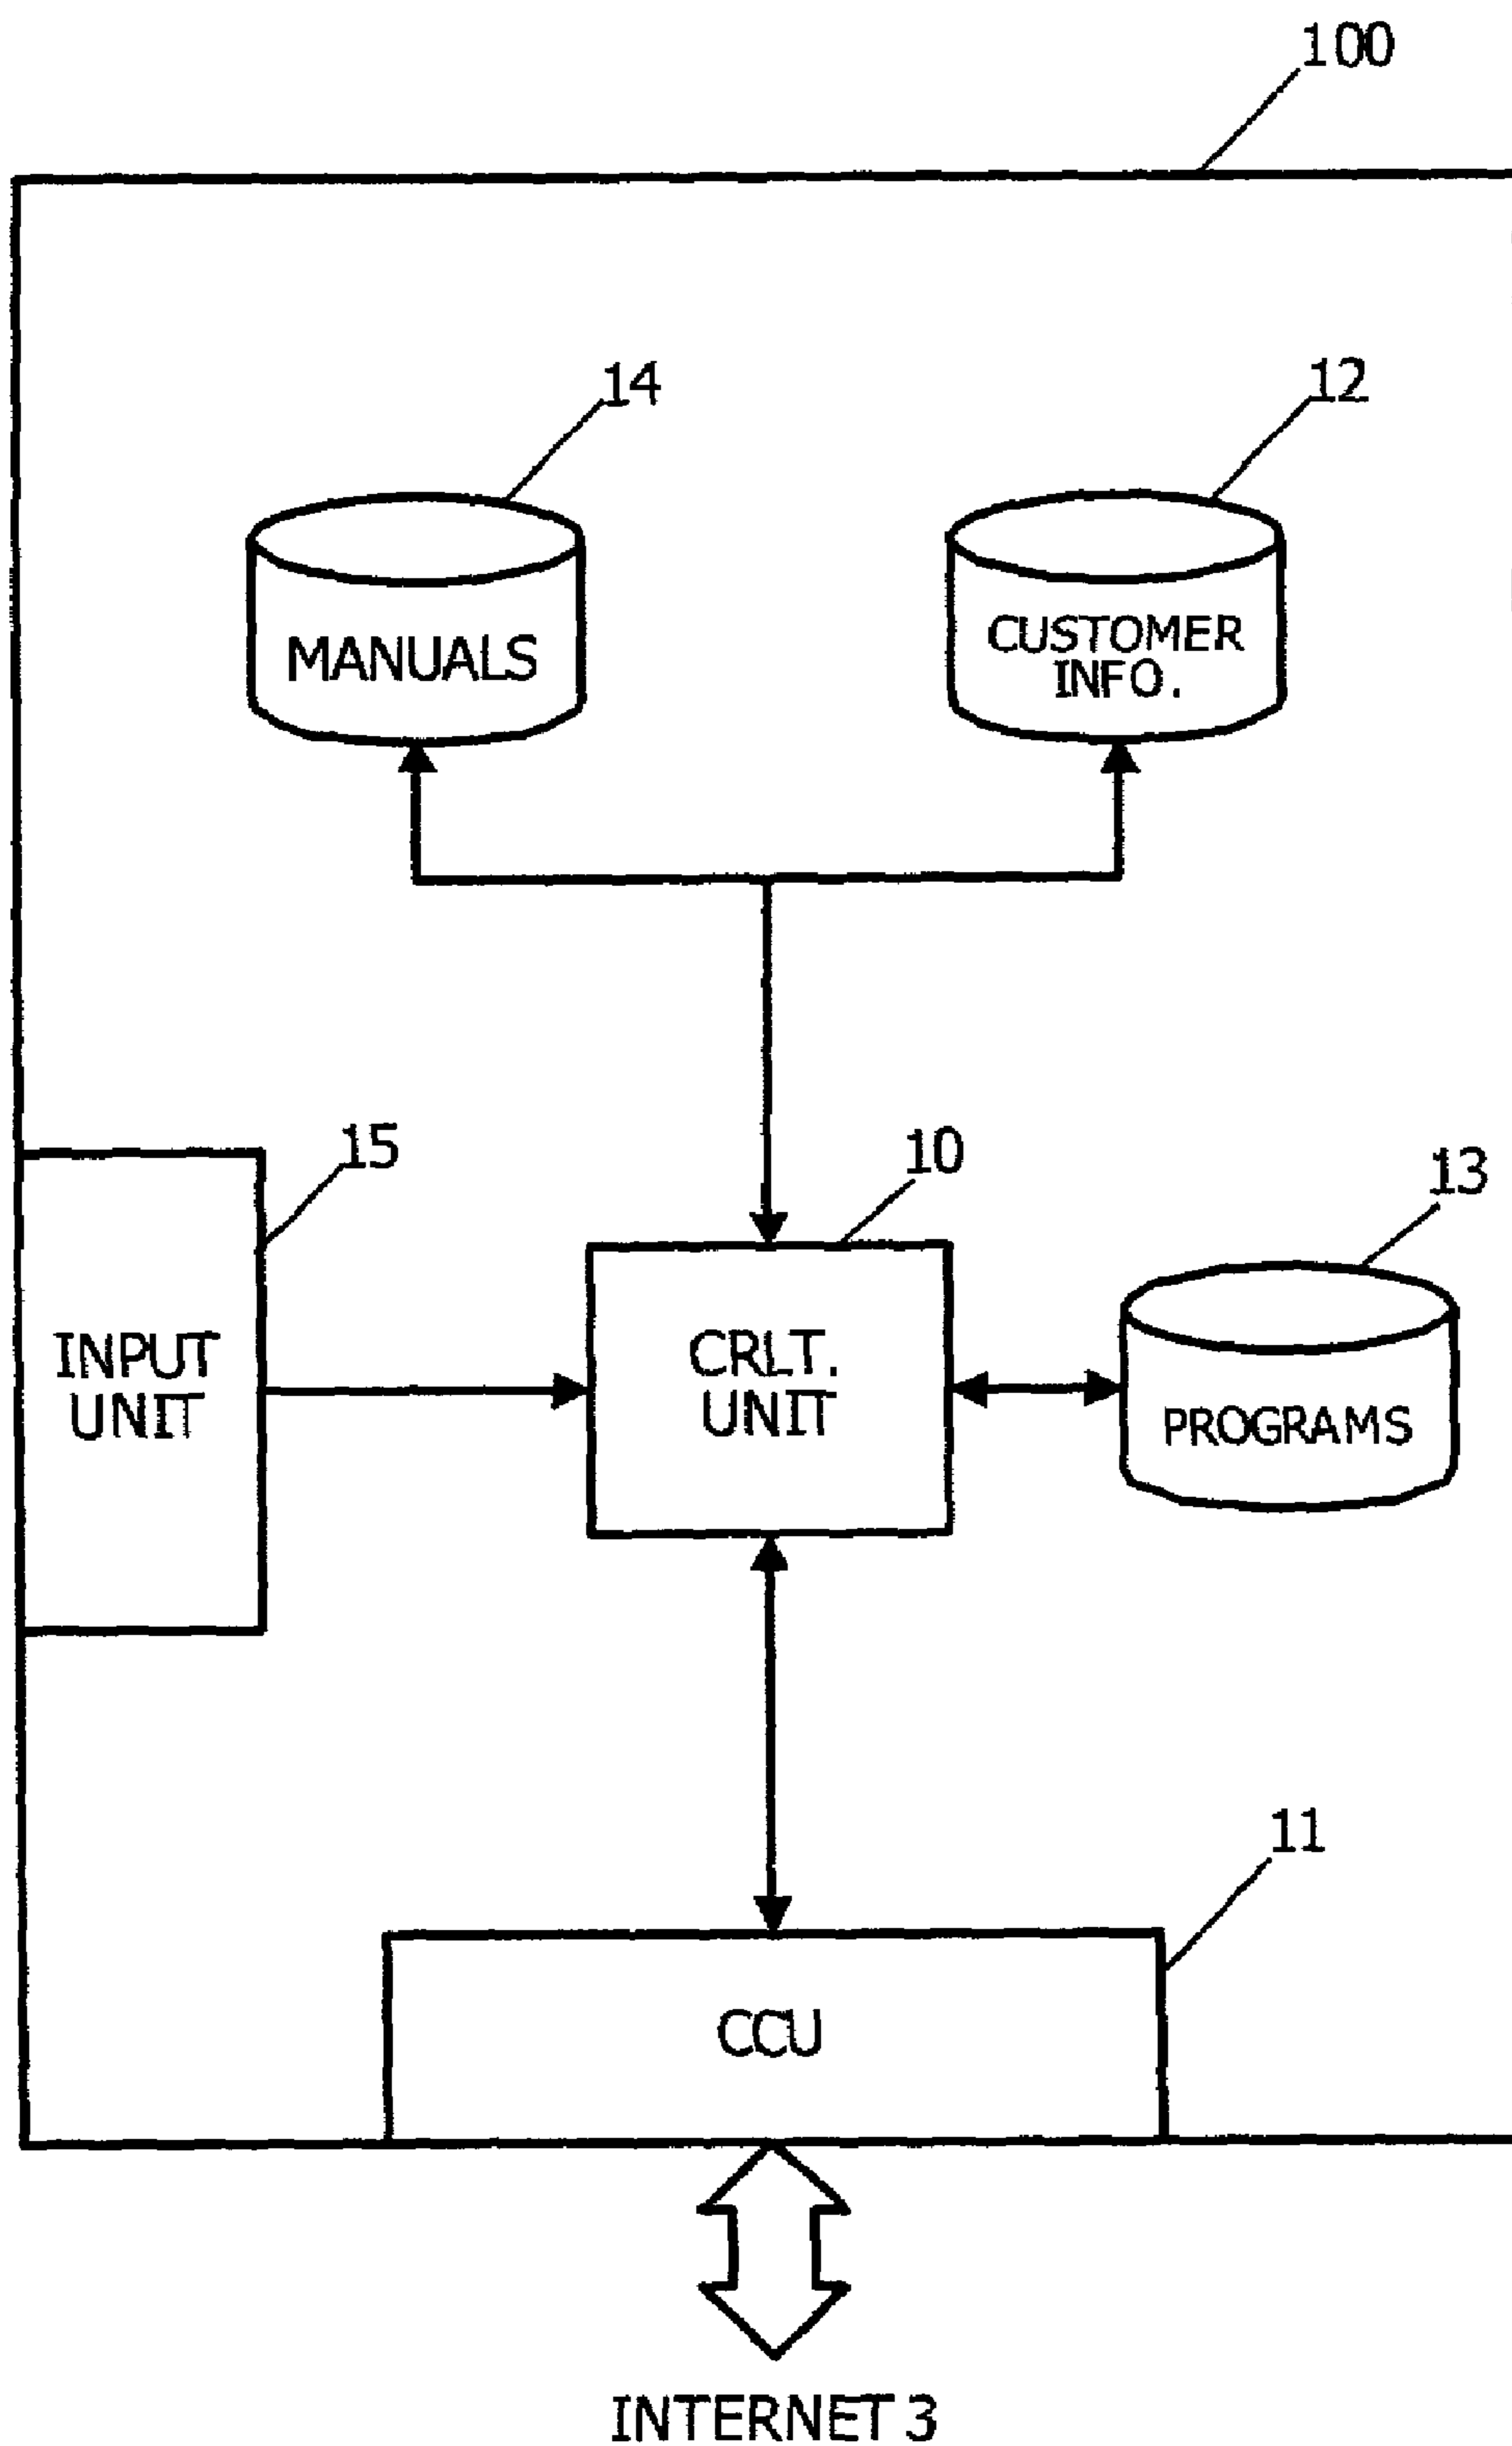 100
14
12
MANUALS
CUSTOMER
INFO.
15
10
13
INPUT
UNIT
CRLT.
UNIT
PROGRAMS
11
CCU
INTERNET 3